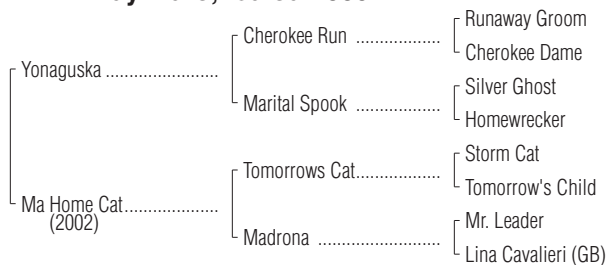 Runaway Groom
Cherokee Run ...................
Cherokee Dame
Yonaguska .........................
Silver Ghost
Marital Spook ...................
Homewrecker
Storm Cat
Tomorrows Cat...................
Tomorrow's Child
Ma Home Cat.....................
(2002)
Mr. Leader
Madrona ...........................
Lina Cavalieri (GB)